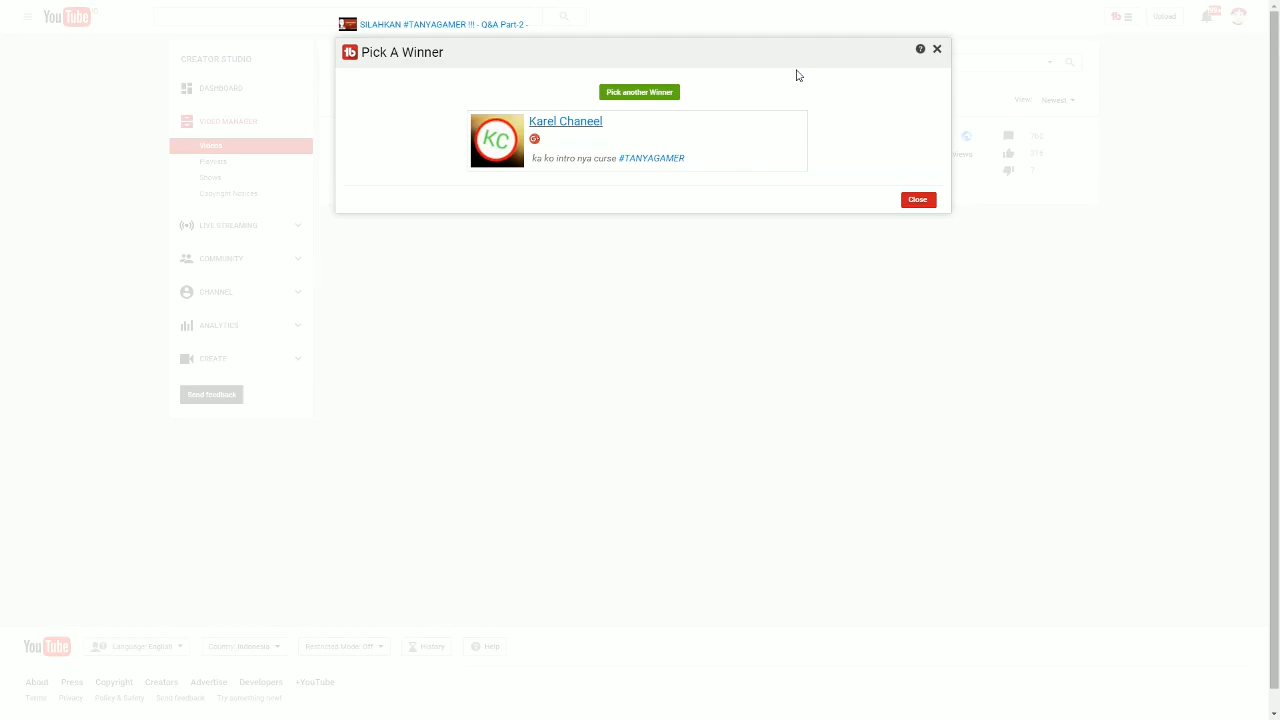 YouTube ID
SILAHKAN #TANYAGAMER !!! - Q&A Part-2 -
Upload
Pick A Winner
Pick another Winner
Karel Chaneel
ka ko intro nya curse #TANYAGAMER
Close
CREATOR STUDIO
DASHBOARD
VIDEO MANAGER
Videos
Playlists
Shows
Copyright Notices
LIVE STREAMING
COMMUNITY
CHANNEL
ANALYTICS
CREATE
Send feedback
View: Newest
views
YouTube
Language: English
Country: Indonesia
Restricted Mode: Off
History
Help
About Press Copyright Creators Advertise Developers +YouTube
Terms Privacy Policy & Safety Send feedback Try something new!